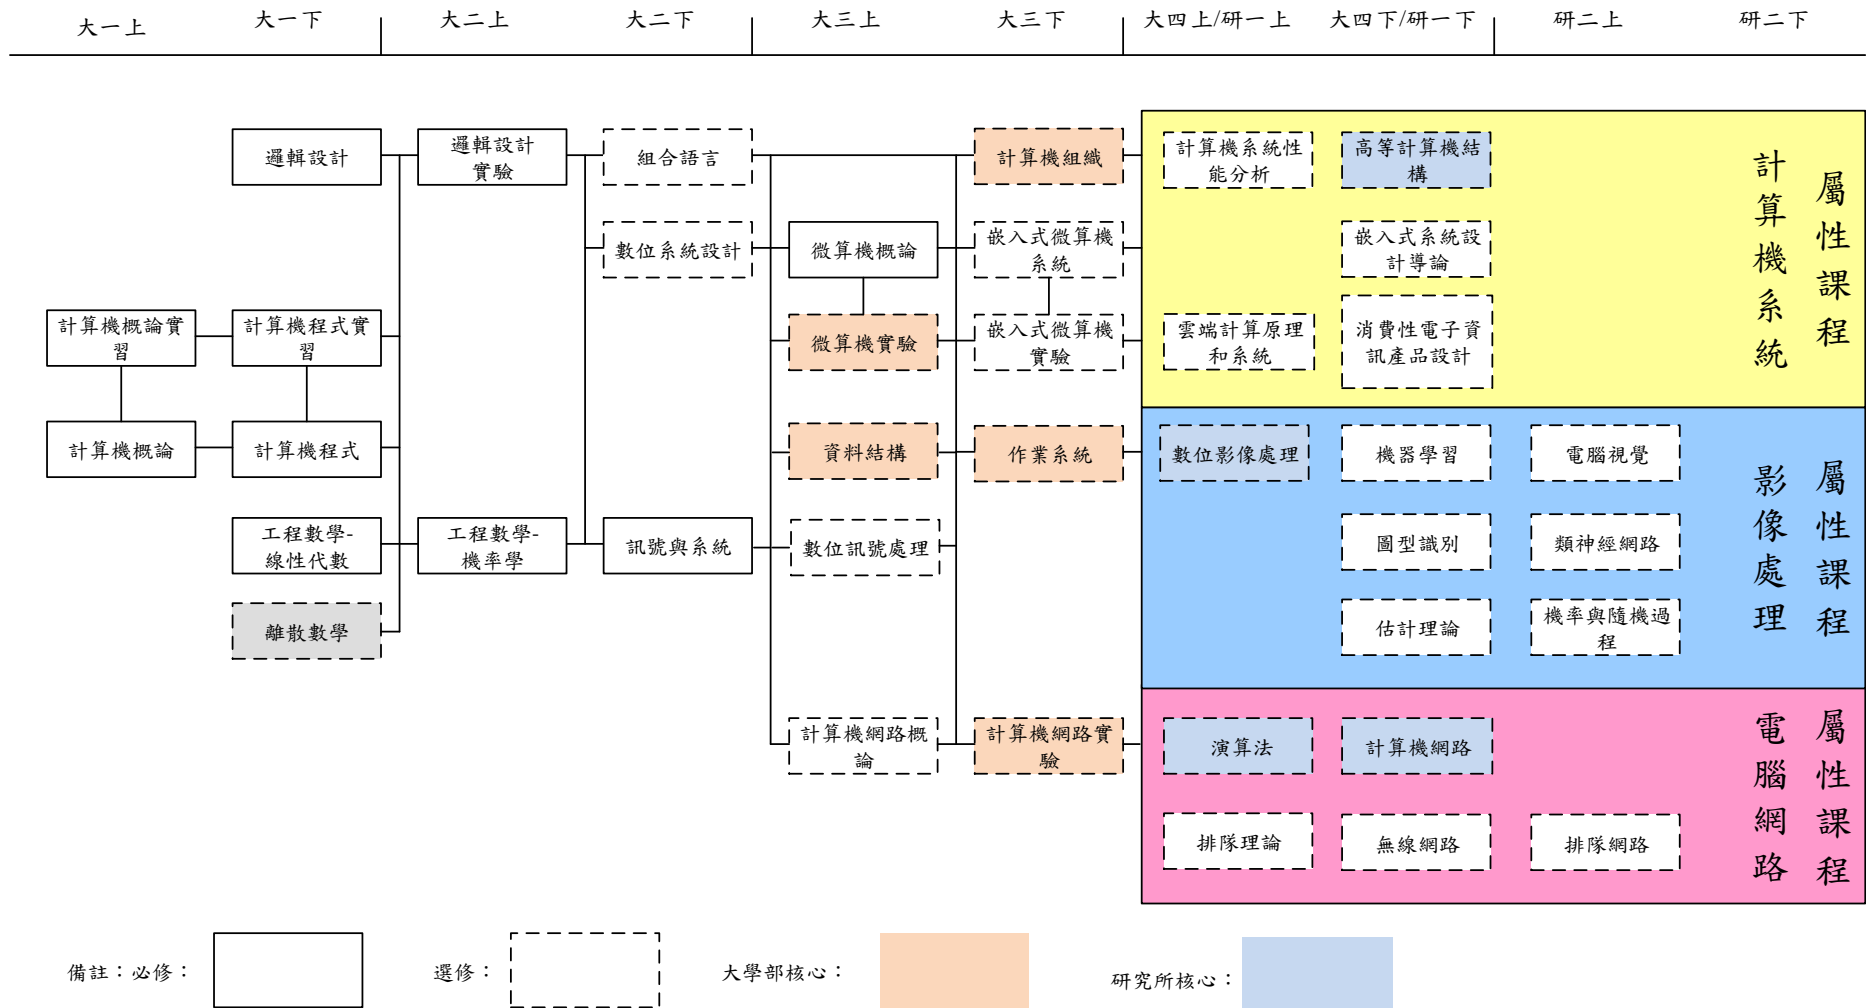 大一上
大一下
大二上
大二下
大三上
大三下
大四上/研一上
大四下/研一下
研二上
研二下
邏輯設計
邏輯設計
實驗
組合語言
計算機組織
計算機系統性
能分析
高等計算機結
構
數位系統設計
微算機概論
嵌入式微算機
系統
嵌入式系統設
計導論
計算機概論實
習
計算機程式實
習
微算機實驗
嵌入式微算機
實驗
雲端計算原理
和系統
消費性電子資
訊產品設計
計算機系統
屬性課程
計算機概論
計算機程式
資料結構
作業系統
數位影像處理
機器學習
電腦視覺
工程數學-
線性代數
工程數學-
機率學
訊號與系統
數位訊號處理
圖型識別
類神經網路
離散數學
估計理論
機率與隨機過
程
影像處理
屬性課程
計算機網路概
論
計算機網路實
驗
演算法
計算機網路
排隊理論
無線網路
排隊網路
電腦網路
屬性課程
備註：必修：
選修：
大學部核心：
研究所核心：